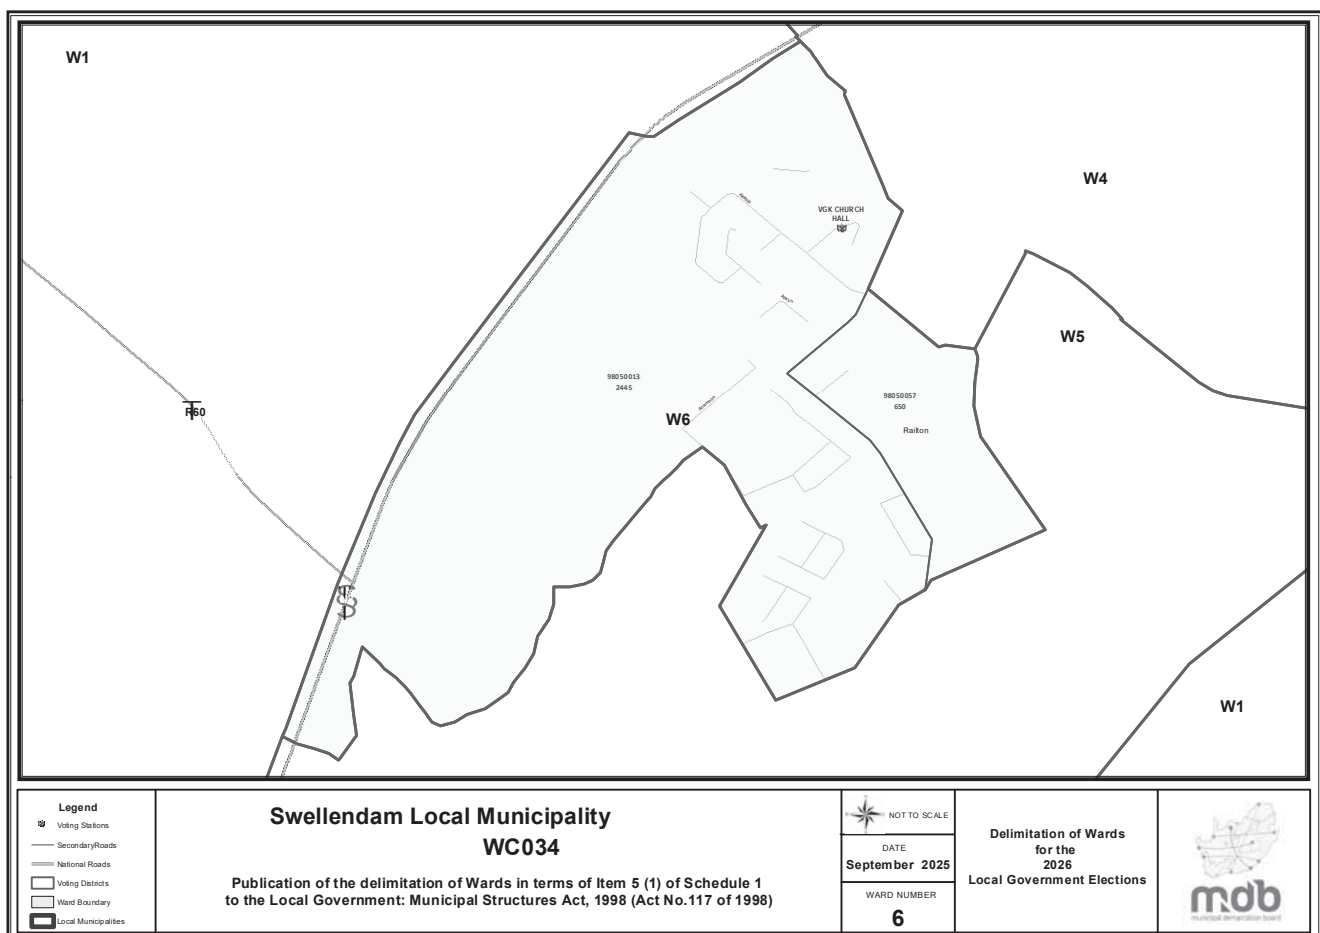 W1
W4
VGK CHURCH
HALL
W5
98050013
2445
98050057
650
R60
W6
Railton
W1
Legend
Voting Stations
SecondaryRoads
National Roads
Voting Districts
Ward Boundary
Local Municipalities
Swellendam Local Municipality
WC034
Publication of the delimitation of Wards in terms of Item 5 (1) of Schedule 1
to the Local Government: Municipal Structures Act, 1998 (Act No.117 of 1998)
NOT TO SCALE
DATE
September 2025
WARD NUMBER
6
Delimitation of Wards
for the
2026
Local Government Elections
mdb
municipal demarcation board